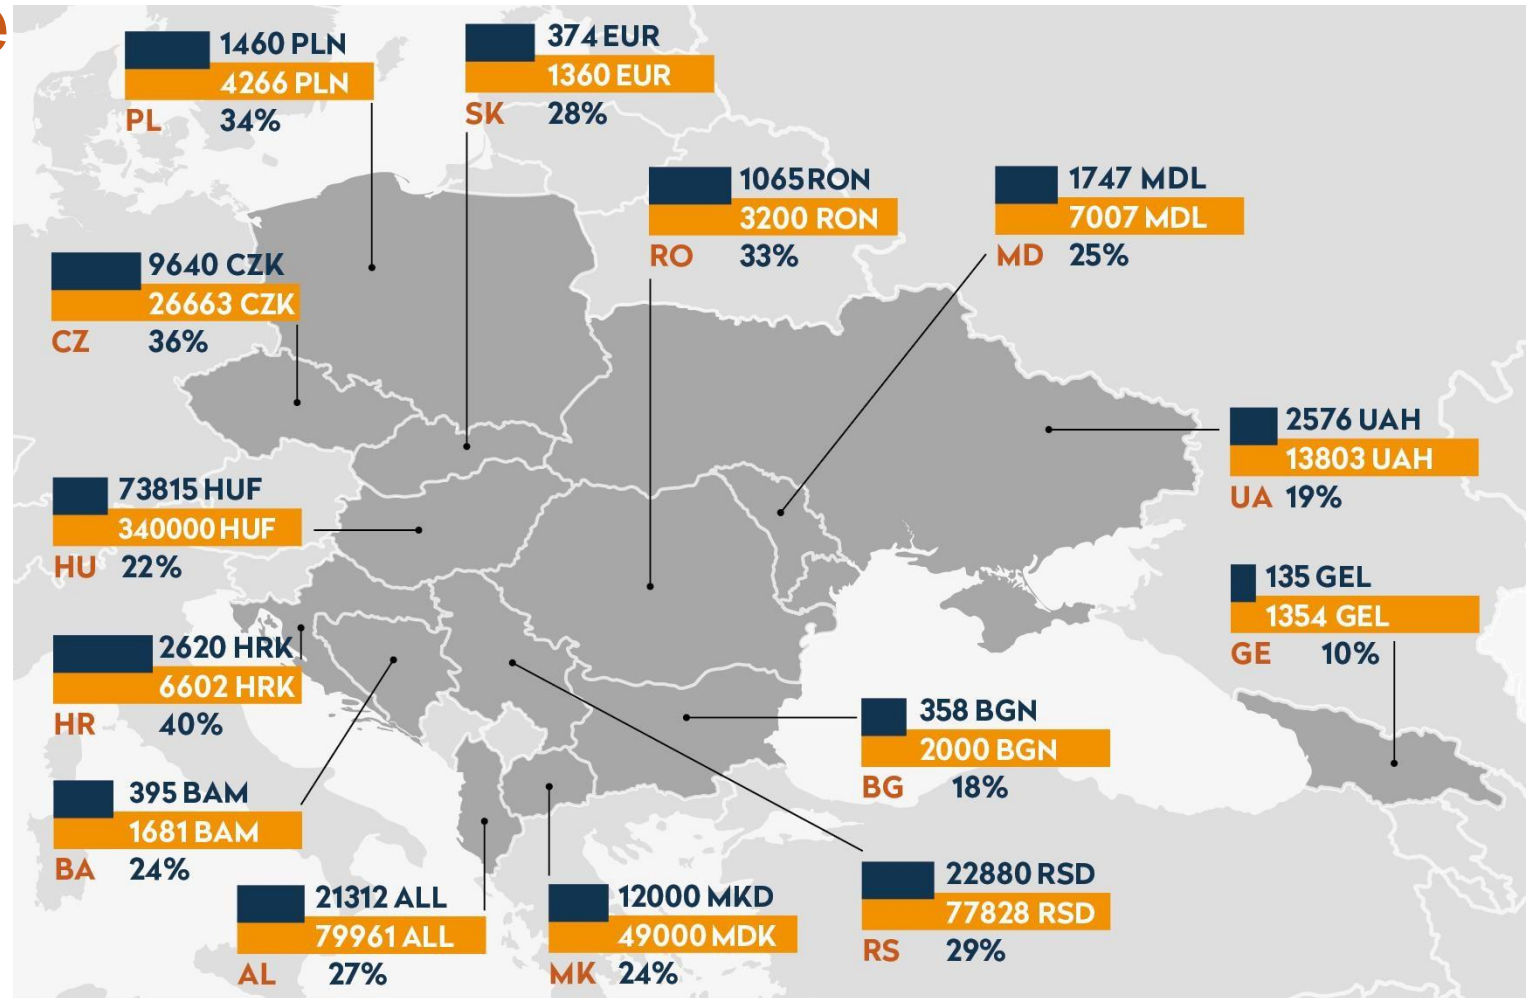 e
1460 PLN
4266 PLN
PL 34%
374 EUR
1360 EUR
SK 28%
1065 RON
3200 RON
RO 33%
1747 MDL
7007 MDL
MD 25%
9640 CZK
26663 CZK
CZ 36%
2576 UAH
13803 UAH
UA 19%
73815 HUF
340000 HUF
HU 22%
135 GEL
1354 GEL
GE 10%
2620 HRK
6602 HRK
HR 40%
358 BGN
2000 BGN
BG 18%
395 BAM
1681 BAM
BA 24%
22880 RSD
77828 RSD
RS 29%
21312 ALL
79961 ALL
AL 27%
12000 MKD
49000 MDK
MK 24%